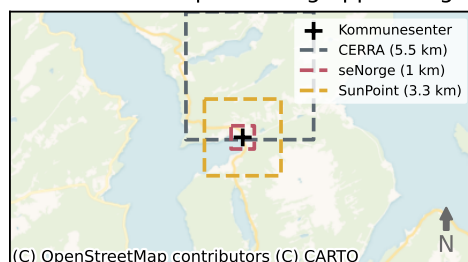 Kommunesenter
CERRA (5.5 km)
seNorge (1 km)
SunPoint (3.3 km)
N
(C) OpenStreetMap contributors (C) CARTO